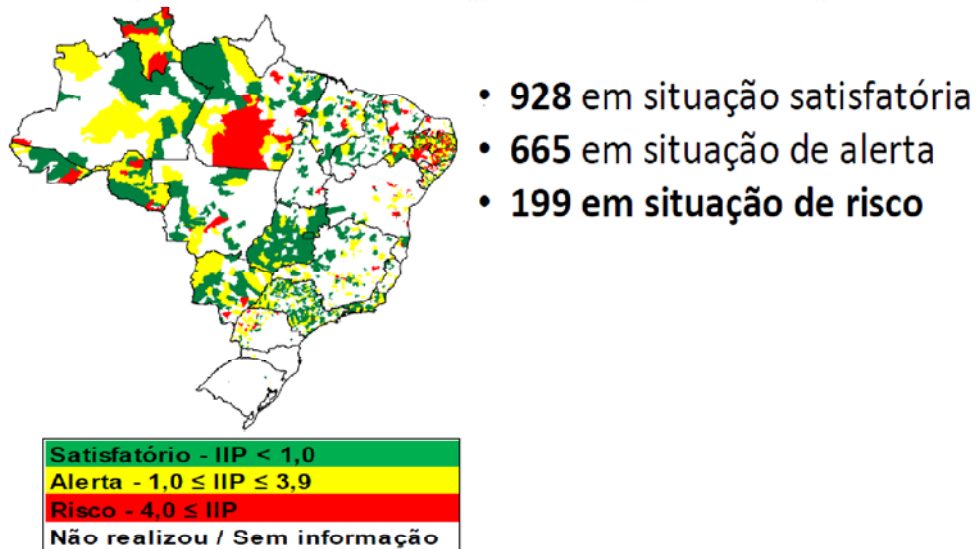 • 928 em situação satisfatória
• 665 em situação de alerta
• 199 em situação de risco
Satisfatório - IIP < 1,0
Alerta - 1,0 ≤ IIP ≤ 3,9
Risco - 4,0 ≤ IIP
Não realizou / Sem informação